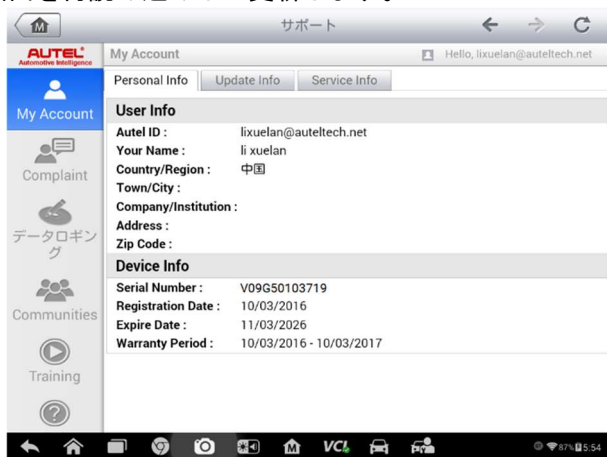 サポート
AUTEL
Automotive Intelligence
My Account
Hello, lixuelan@auteltech.net
My Account
Complaint
データロギング
Communities
Training
Personal Info
Update Info
Service Info
User Info
Autel ID : lixuelan@auteltech.net
Your Name : li xuelan
Country/Region : 中国
Town/City :
Company/Institution :
Address :
Zip Code :
Device Info
Serial Number : V09G50103719
Registration Date : 10/03/2016
Expire Date : 11/03/2026
Warranty Period : 10/03/2016 - 10/03/2017
VCI
87% 5:54